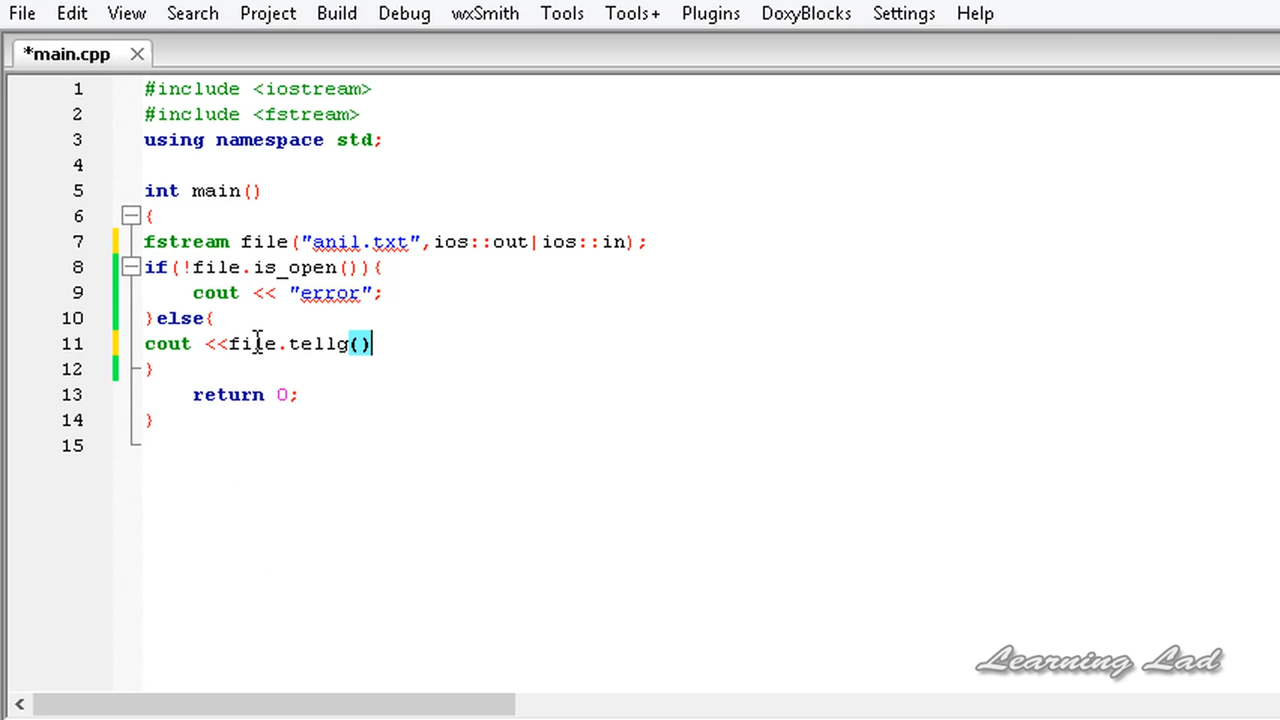 File Edit View Search Project Build Debug wxSmith Tools Tools+ Plugins DoxyBlocks Settings Help
*main.cpp
1 #include <iostream>
2 #include <fstream>
3 using namespace std;
4
5 int main()
6 {
7 fstream file("anil.txt",ios::out|ios::in);
8 if(!file.is_open()){
9 cout << "error";
10 }else{
11 cout <<file.tellg()
12 }
13 return 0;
14 }
15
Learning Lad